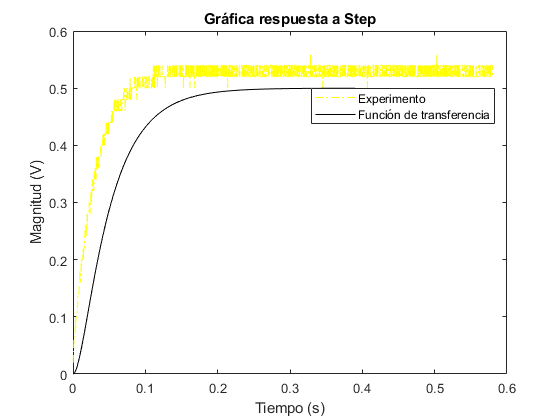 Gráfica respuesta a Step
0.6
0.5
0.4
0.3
0.2
0.1
0
Magnitud (V)
Experimento
Función de transferencia
0 0.1 0.2 0.3 0.4 0.5 0.6
Tiempo (s)